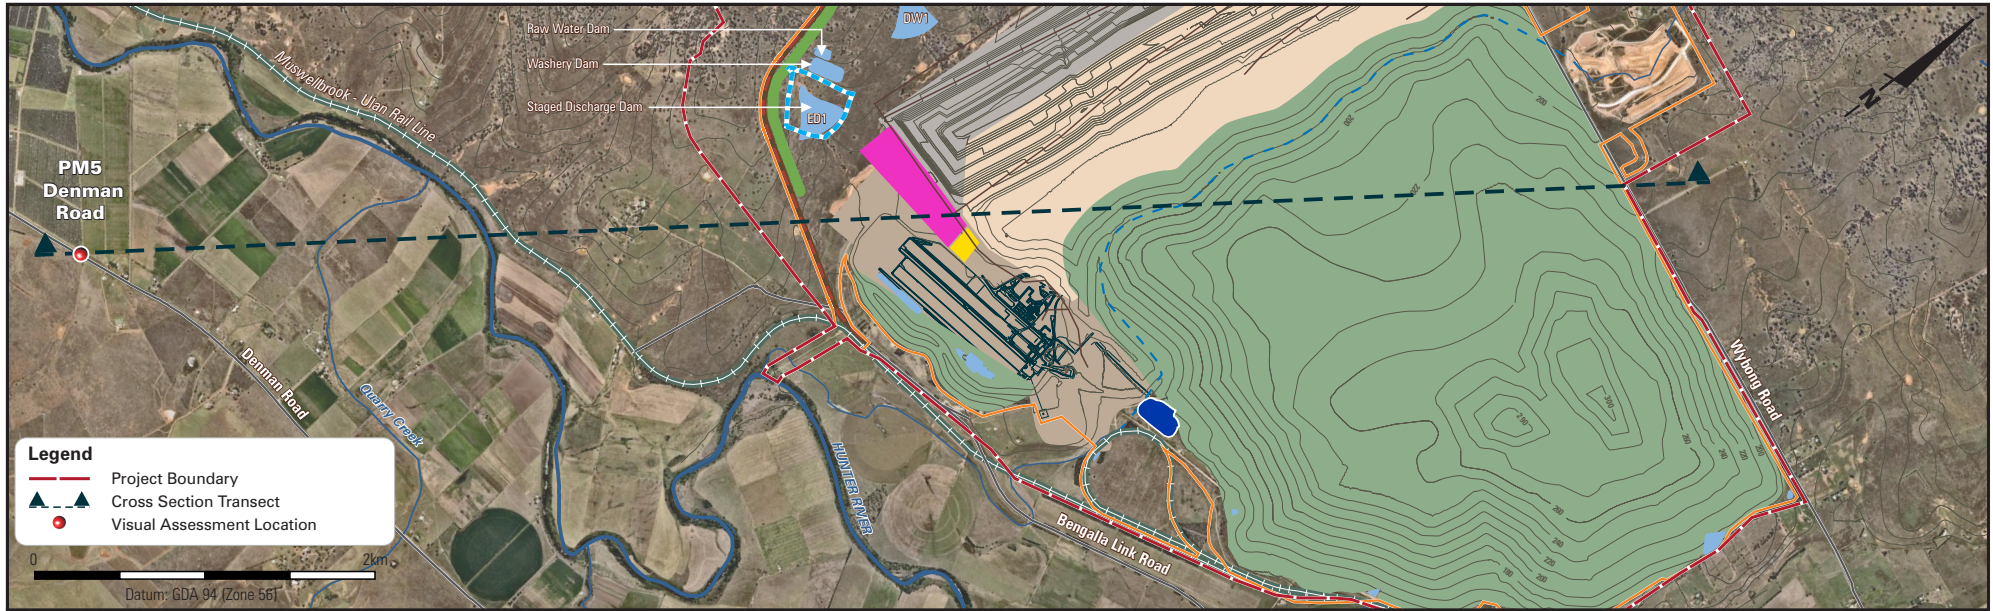 Raw Water Dam
Washery Dam
Staged Discharge Dam
DW1
ED1
Muswellbrook - Ulan Rail Line
PM5
Denman
Road
Denman Road
Quarry Creek
HUNTER RIVER
Bengalla Link Road
Wybong Road
N
200
Legend
Project Boundary
Cross Section Transect
Visual Assessment Location
0
2km
Datum: GDA 94 (Zone 56)